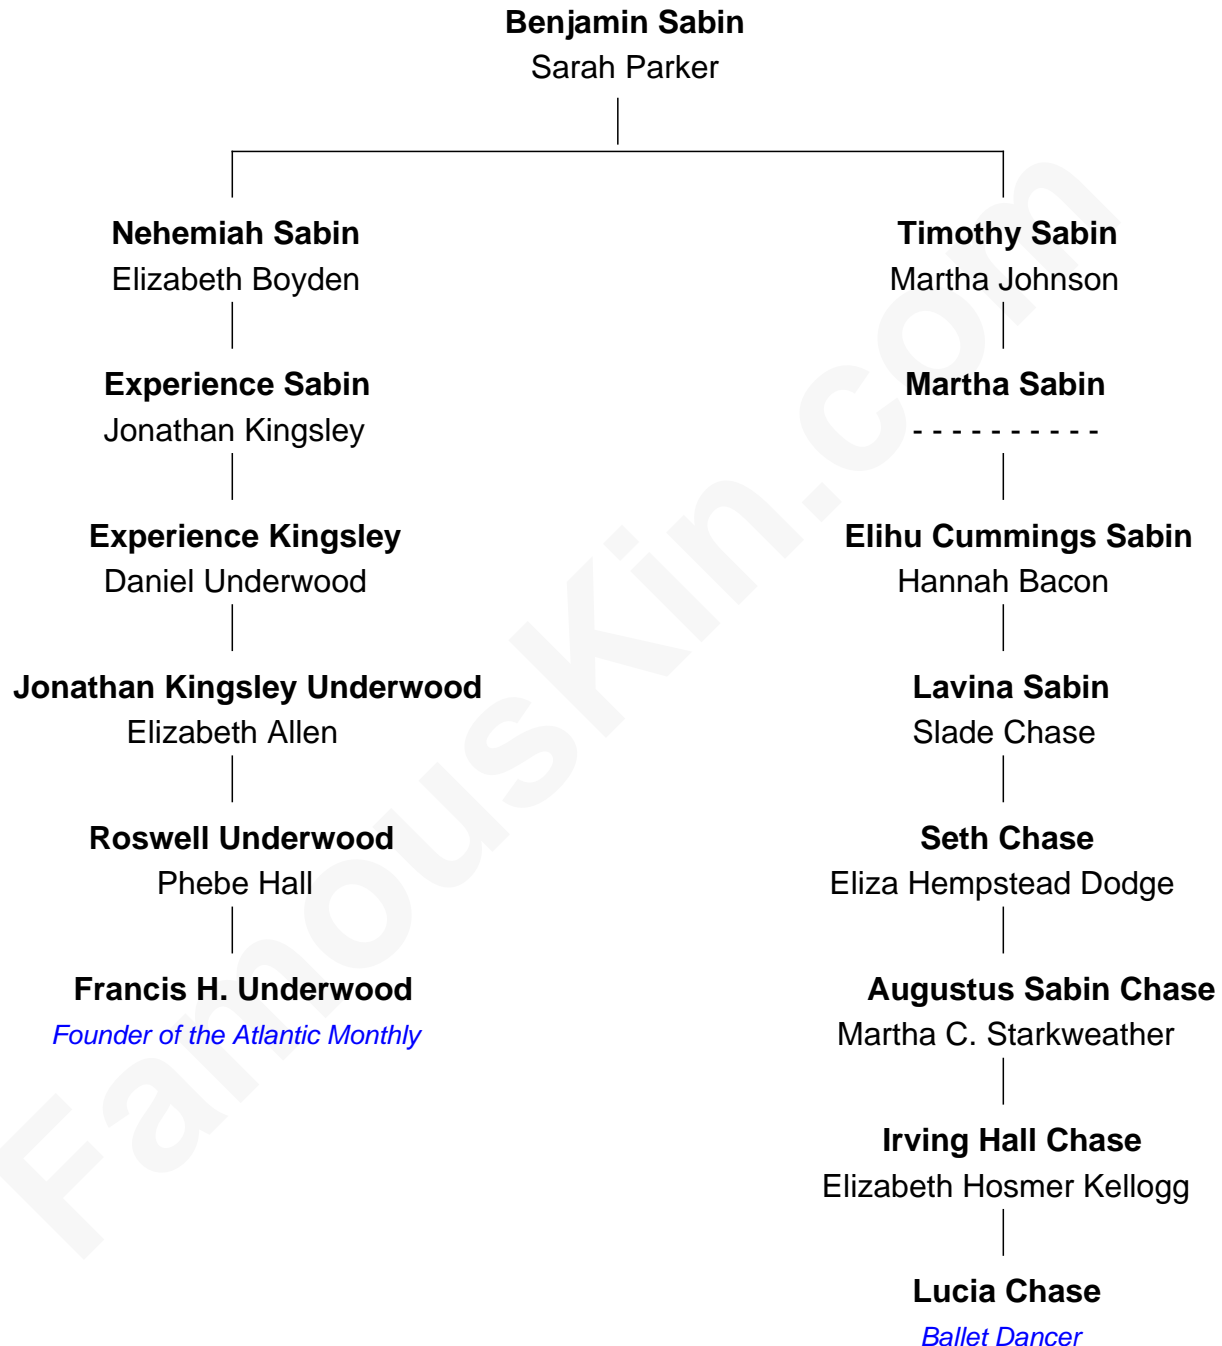 Benjamin Sabin
Sarah Parker
Nehemiah Sabin
Elizabeth Boyden
Experience Sabin
Jonathan Kingsley
Experience Kingsley
Daniel Underwood
Jonathan Kingsley Underwood
Elizabeth Allen
Roswell Underwood
Phebe Hall
Francis H. Underwood
Founder of the Atlantic Monthly
Timothy Sabin
Martha Johnson
Martha Sabin
- - - - - - - - - -
Elihu Cummings Sabin
Hannah Bacon
Lavina Sabin
Slade Chase
Seth Chase
Eliza Hempstead Dodge
Augustus Sabin Chase
Martha C. Starkweather
Irving Hall Chase
Elizabeth Hosmer Kellogg
Lucia Chase
Ballet Dancer
FamousKin.com